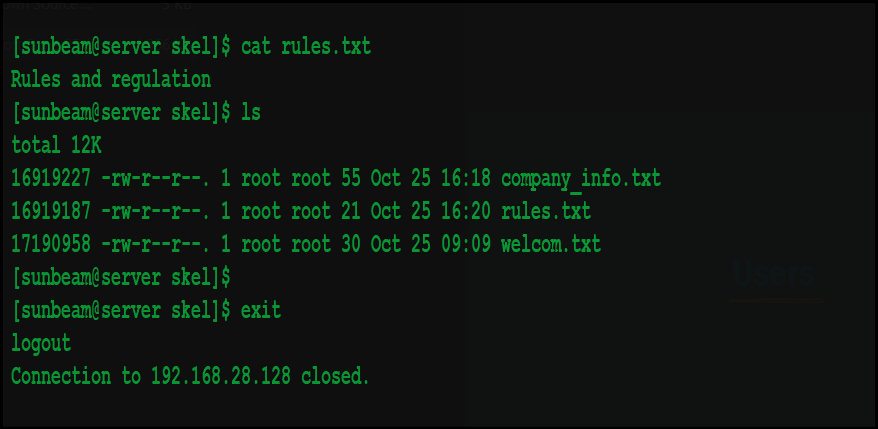 [sunbeam@server skel]$ cat rules.txt
Rules and regulation
[sunbeam@server skel]$ ls
total 12K
16919227 -rw-r--r--. 1 root root 55 Oct 25 16:18 company_info.txt
16919187 -rw-r--r--. 1 root root 21 Oct 25 16:20 rules.txt
17190958 -rw-r--r--. 1 root root 30 Oct 25 09:09 welcom.txt
[sunbeam@server skel]$
[sunbeam@server skel]$ exit
logout
Connection to 192.168.28.128 closed.
Users